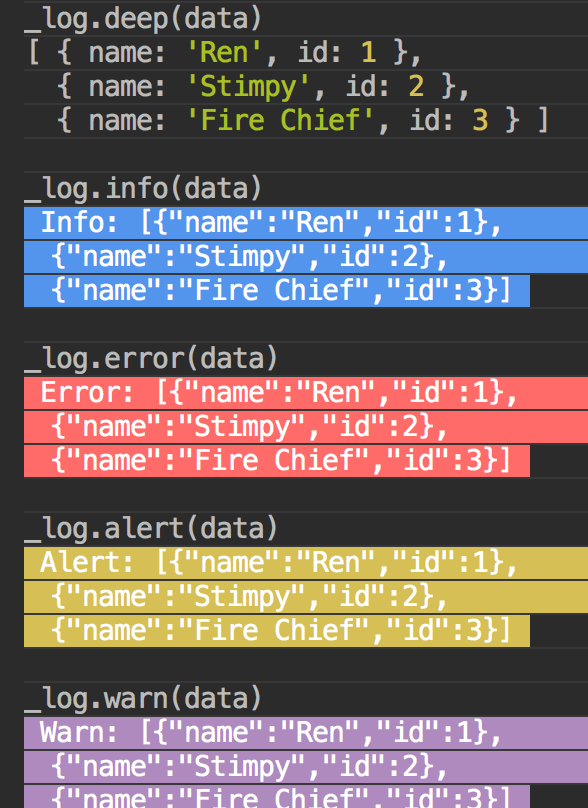 _log.deep(data)
[ { name: 'Ren', id: 1 },
{ name: 'Stimpy', id: 2 },
{ name: 'Fire Chief', id: 3 } ]
_log.info(data)
Info: [{"name":"Ren","id":1},
{"name":"Stimpy","id":2},
{"name":"Fire Chief","id":3}]
_log.error(data)
Error: [{"name":"Ren","id":1},
{"name":"Stimpy","id":2},
{"name":"Fire Chief","id":3}]
_log.alert(data)
Alert: [{"name":"Ren","id":1},
{"name":"Stimpy","id":2},
{"name":"Fire Chief","id":3}]
_log.warn(data)
Warn: [{"name":"Ren","id":1},
{"name":"Stimpy","id":2},
{"name":"Fire Chief","id":3}]